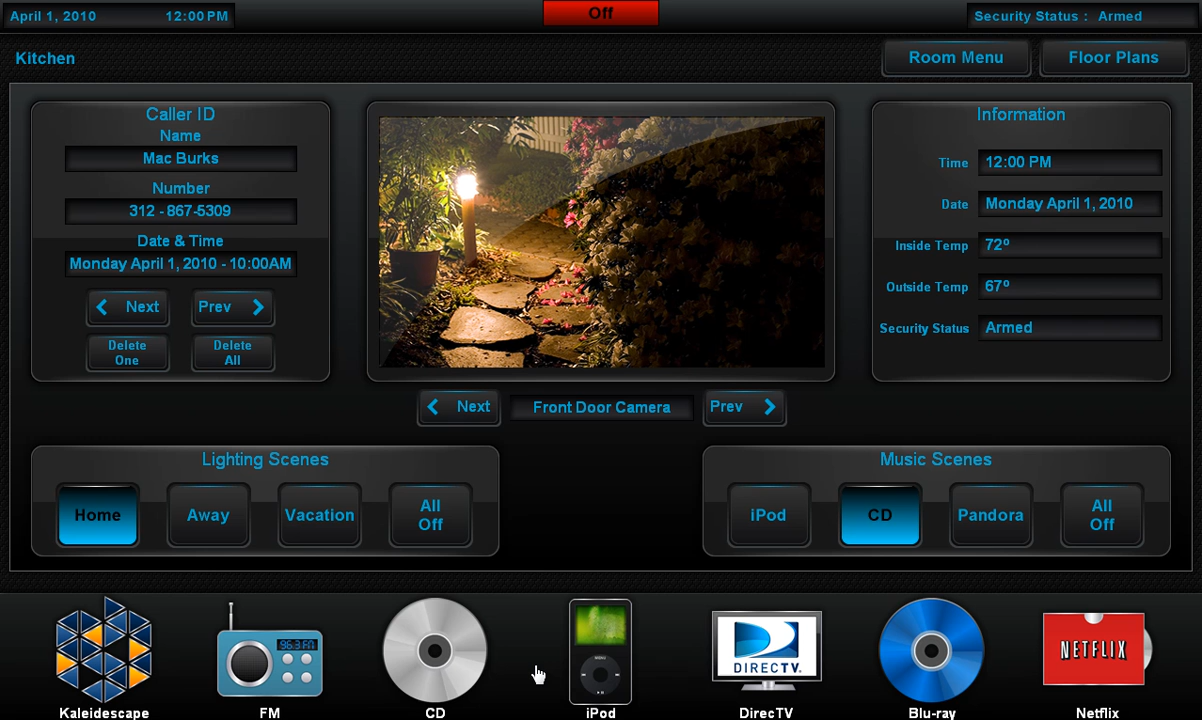 April 1, 2010 12:00 PM
Off
Security Status : Armed
Kitchen
Room Menu
Floor Plans
Caller ID
Name
Mac Burks
Number
312 - 867-5309
Date & Time
Monday April 1, 2010 - 10:00AM
Next
Prev
Delete
One
Delete
All
Next
Front Door Camera
Prev
Information
Time 12:00 PM
Date Monday April 1, 2010
Inside Temp 72º
Outside Temp 67º
Security Status Armed
Lighting Scenes
Home
Away
Vacation
All
Off
Music Scenes
iPod
CD
Pandora
All
Off
96.3 FM
MENU
DIRECTV.
NETFLIX
Kaleidescape
FM
CD
iPod
DirecTV
Blu-ray
Netflix